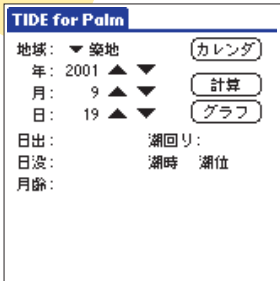 TIDE for Palm
地域: ▼ 築地 カレンダ
年: 2001 ▲ ▼
月: 9 ▲ ▼ 計算
日: 19 ▲ ▼ グラフ
日出: 潮回り:
日没: 潮時 潮位
月齢: